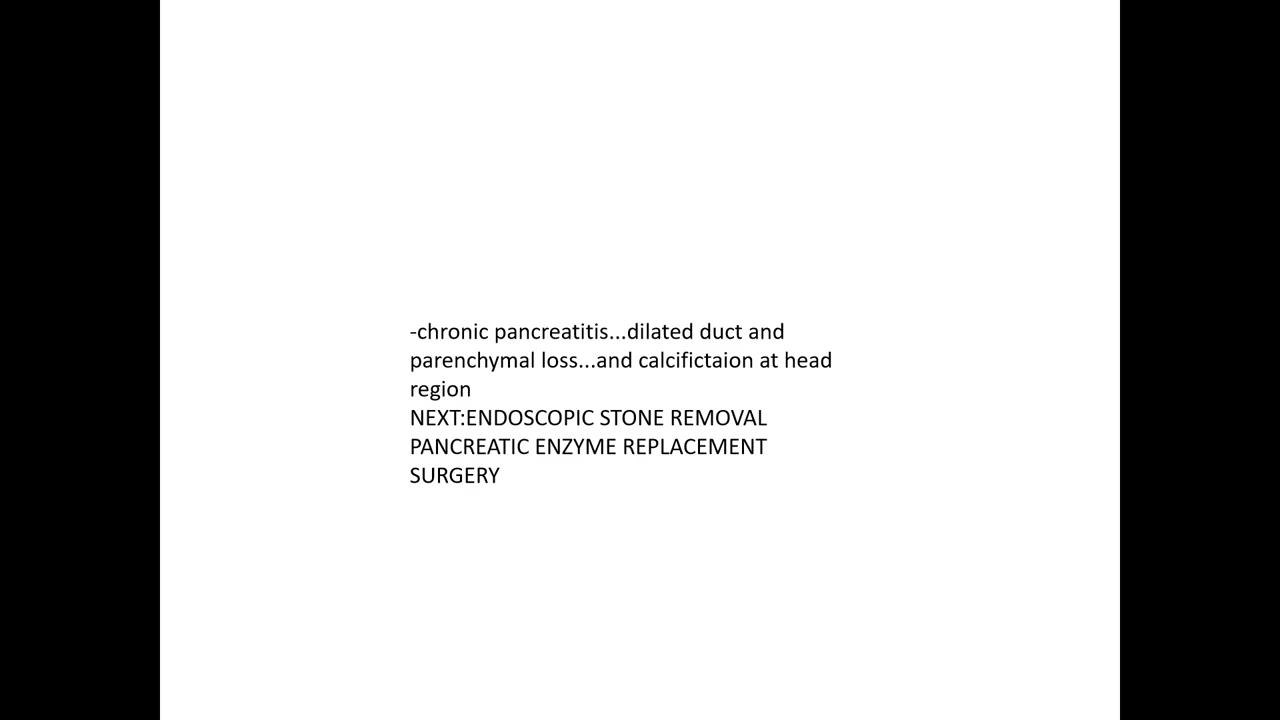 -chronic pancreatitis...dilated duct and
parenchymal loss...and calcifictaion at head
region
NEXT:ENDOSCOPIC STONE REMOVAL
PANCREATIC ENZYME REPLACEMENT
SURGERY